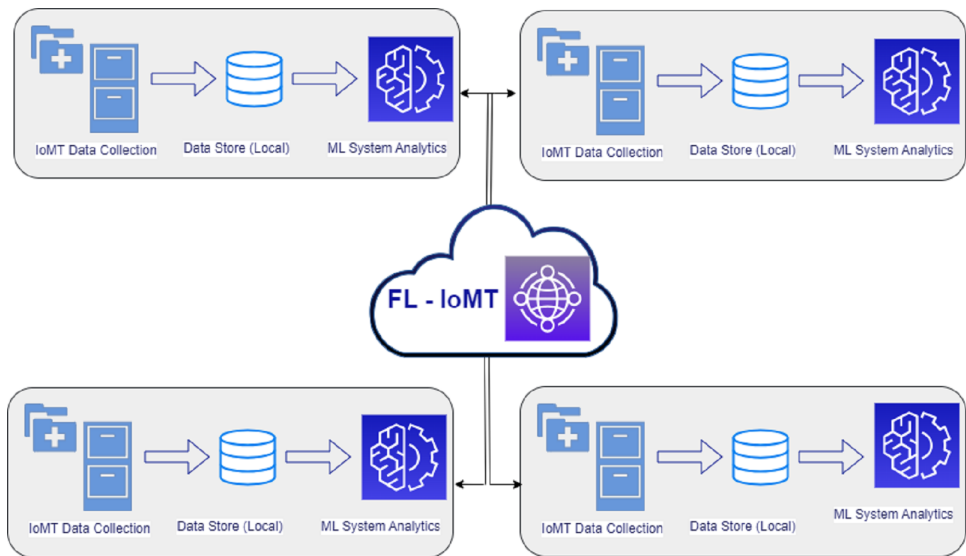 IoMT Data Collection
Data Store (Local)
ML System Analytics
IoMT Data Collection
Data Store (Local)
ML System Analytics
FL - IoMT
IoMT Data Collection
Data Store (Local)
ML System Analytics
IoMT Data Collection
Data Store (Local)
ML System Analytics